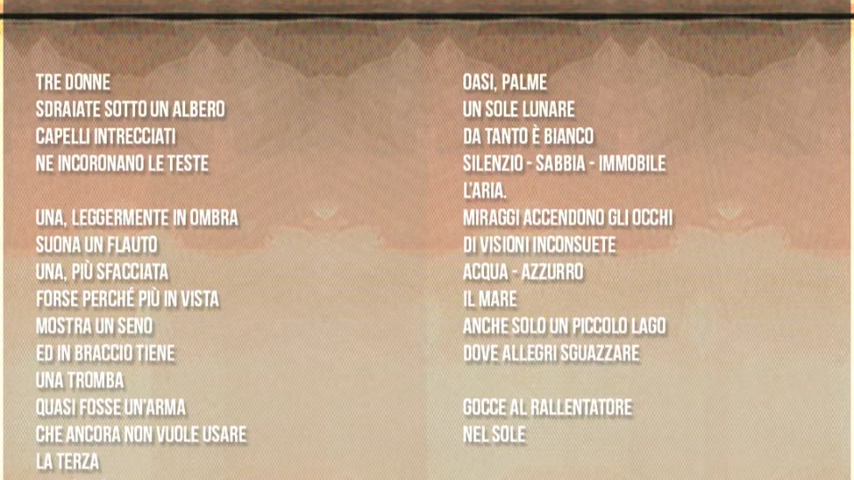 TRE DONNE
SDRAIATE SOTTO UN ALBERO
CAPELLI INTRECCIATI
NE INCORONANO LE TESTE
UNA, LEGGERMENTE IN OMBRA
SUONA UN FLAUTO
UNA, PIÙ SFACCIATA
FORSE PERCHÉ PIÙ IN VISTA
MOSTRA UN SENO
ED IN BRACCIO TIENE
UNA TROMBA
QUASI FOSSE UN'ARMA
CHE ANCORA NON VUOLE USARE
LA TERZA
OASI, PALME
UN SOLE LUNARE
DA TANTO È BIANCO
SILENZIO - SABBIA - IMMOBILE
L'ARIA.
MIRAGGI ACCENDONO GLI OCCHI
DI VISIONI INCONSUETE
ACQUA - AZZURRO
IL MARE
ANCHE SOLO UN PICCOLO LAGO
DOVE ALLEGRI SGUAZZARE
GOCCE AL RALLENTATORE
NEL SOLE